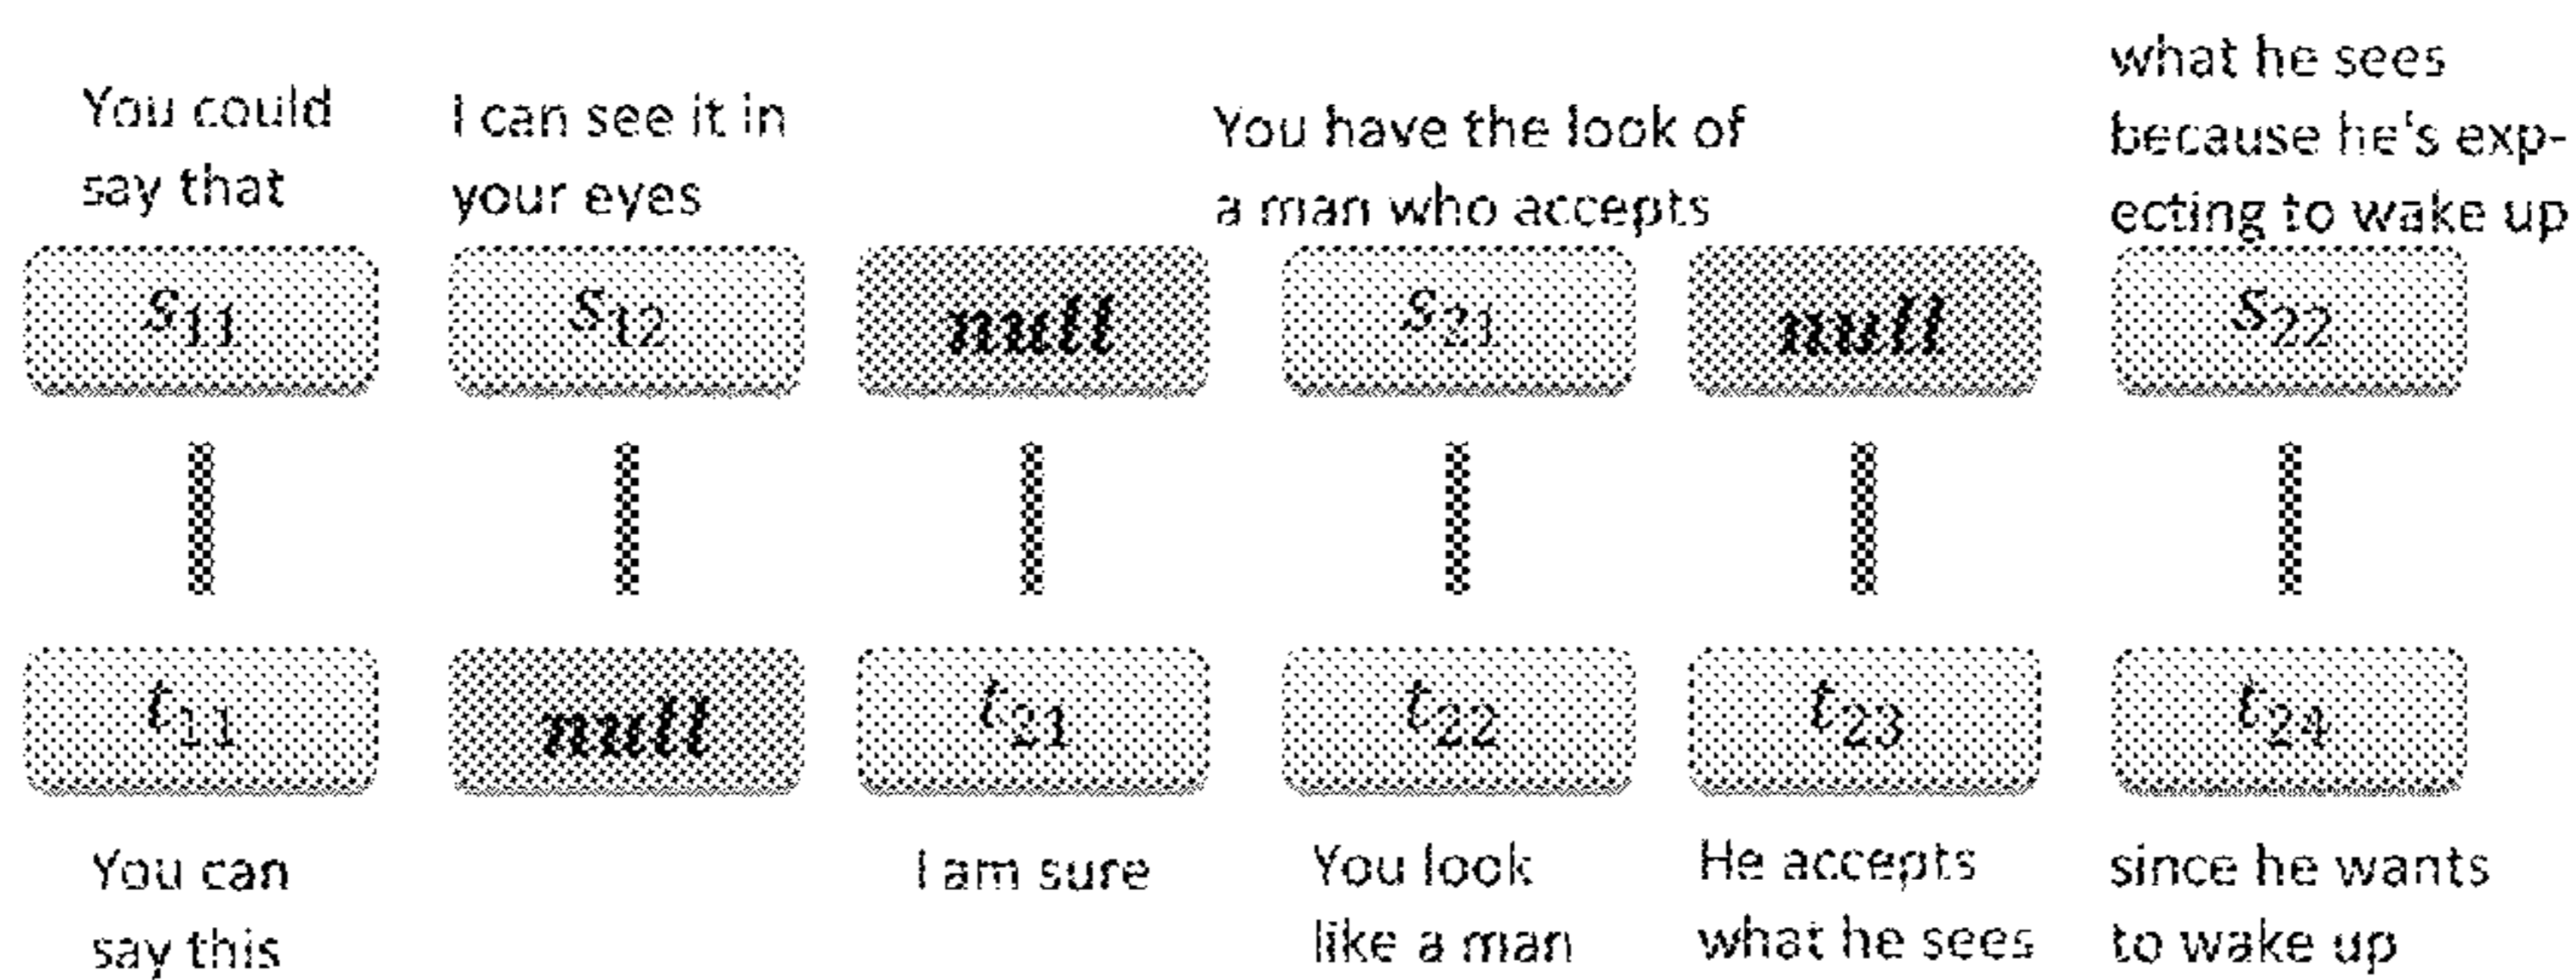 You could
say that
I can see it in
your eyes
You have the look of
a man who accepts
what he sees
because he's exp-
ecting to wake up
s11
s12
null
s21
null
s22
t11
null
t21
t22
t23
t24
You can
say this
I am sure
You look
like a man
He accepts
what he sees
since he wants
to wake up